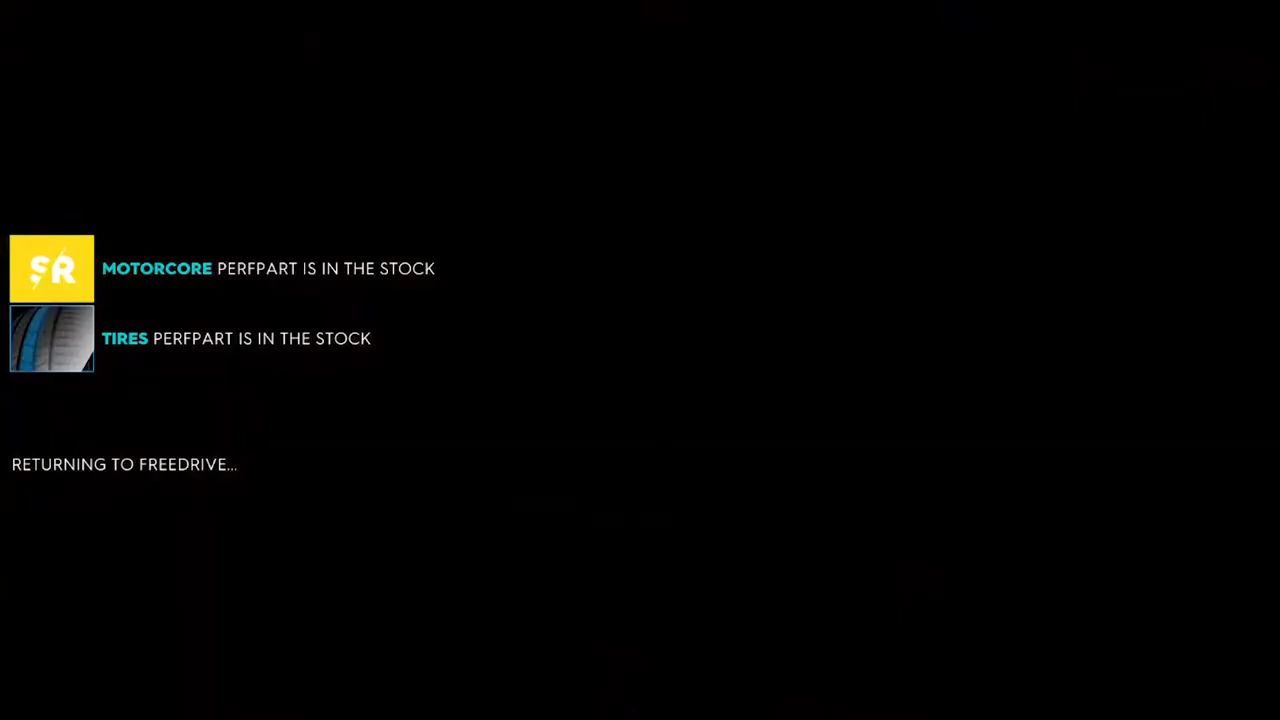 SR
MOTORCORE PERFPART IS IN THE STOCK
TIRES PERFPART IS IN THE STOCK
RETURNING TO FREEDRIVE...